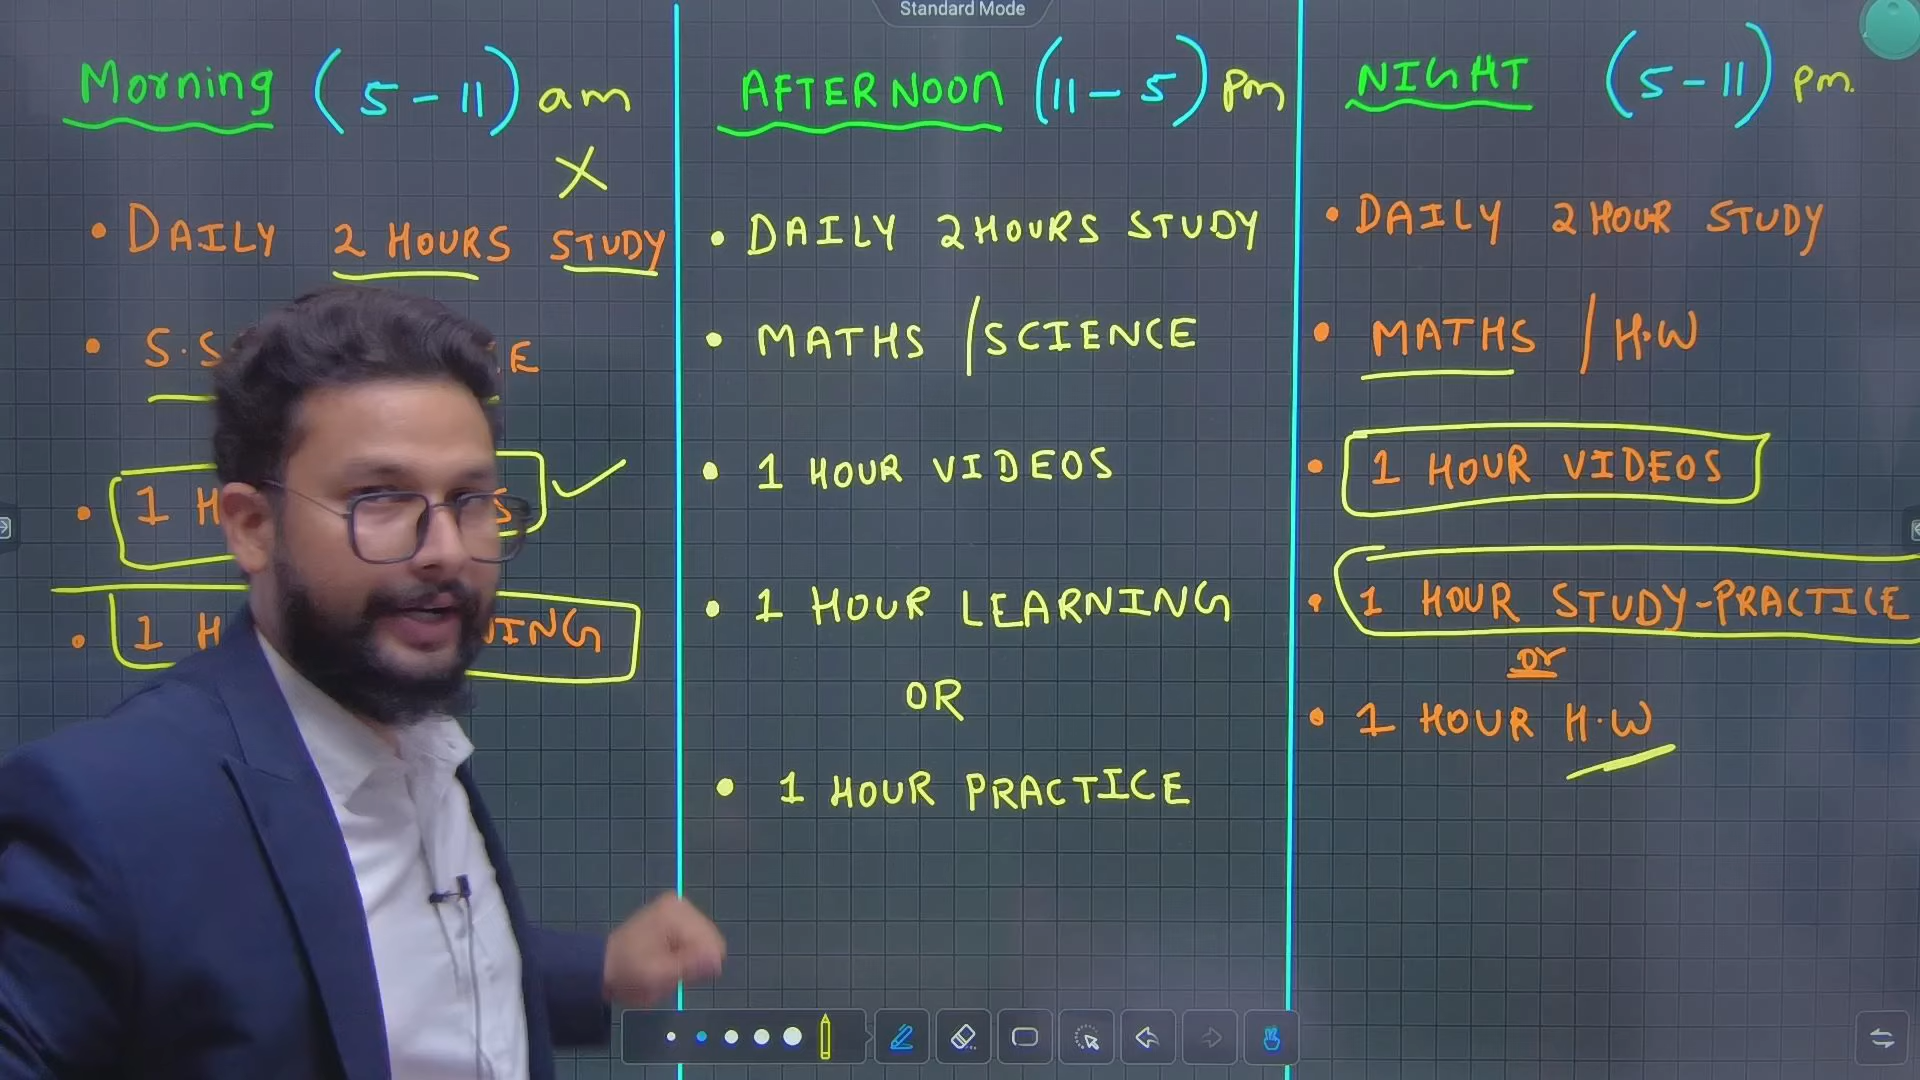 Standard Mode
Morning (5-11) am
X
• DAILY 2 HOURS STUDY
• S.S
• 1
• 1
AFTERNOON (11-5) pm
• DAILY 2 HOURS STUDY
• MATHS / SCIENCE
• 1 HOUR VIDEOS
• 1 HOUR LEARNING
OR
• 1 HOUR PRACTICE
NIGHT (5-11) pm.
• DAILY 2 HOUR STUDY
• MATHS / H.W
• 1 HOUR VIDEOS
• 1 HOUR STUDY-PRACTICE
or
• 1 HOUR H.W